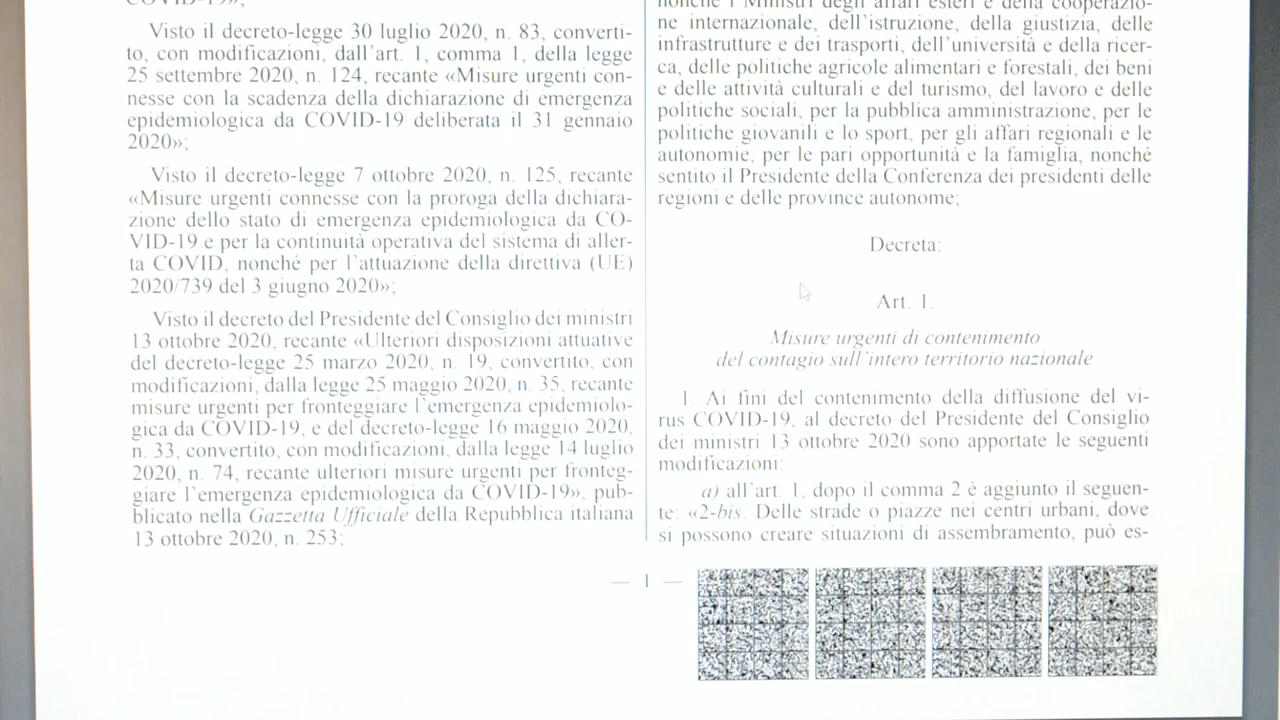 Visto il decreto-legge 30 luglio 2020, n. 83, converti-
to, con modificazioni, dall'art. 1, comma 1, della legge
25 settembre 2020, n. 124, recante «Misure urgenti con-
nesse con la scadenza della dichiarazione di emergenza
epidemiologica da COVID-19 deliberata il 31 gennaio
2020»;
Visto il decreto-legge 7 ottobre 2020, n. 125, recante
«Misure urgenti connesse con la proroga della dichiara-
zione dello stato di emergenza epidemiologica da CO-
VID-19 e per la continuità operativa del sistema di aller-
ta COVID, nonché per l'attuazione della direttiva (UE)
2020/739 del 3 giugno 2020»;
Visto il decreto del Presidente del Consiglio dei ministri
13 ottobre 2020, recante «Ulteriori disposizioni attuative
del decreto-legge 25 marzo 2020, n. 19, convertito, con
modificazioni, dalla legge 25 maggio 2020, n. 35, recante
misure urgenti per fronteggiare l'emergenza epidemiolo-
gica da COVID-19, e del decreto-legge 16 maggio 2020,
n. 33, convertito, con modificazioni, dalla legge 14 luglio
2020, n. 74, recante ulteriori misure urgenti per fronteg-
giare l'emergenza epidemiologica da COVID-19», pub-
blicato nella Gazzetta Ufficiale della Repubblica italiana
13 ottobre 2020, n. 253;
nonché i Ministri degli affari esteri e della cooperazio-
ne internazionale, dell'istruzione, della giustizia, delle
infrastrutture e dei trasporti, dell'università e della ricer-
ca, delle politiche agricole alimentari e forestali, dei beni
e delle attività culturali e del turismo, del lavoro e delle
politiche sociali, per la pubblica amministrazione, per le
politiche giovanili e lo sport, per gli affari regionali e le
autonomie, per le pari opportunità e la famiglia, nonché
sentito il Presidente della Conferenza dei presidenti delle
regioni e delle province autonome;
Decreta:
Art. 1.
Misure urgenti di contenimento
del contagio sull'intero territorio nazionale
1. Ai fini del contenimento della diffusione del vi-
rus COVID-19, al decreto del Presidente del Consiglio
dei ministri 13 ottobre 2020 sono apportate le seguenti
modificazioni:
a) all'art. 1, dopo il comma 2 è aggiunto il seguen-
te: «2-bis. Delle strade o piazze nei centri urbani, dove
si possono creare situazioni di assembramento, può es-
— 1 —